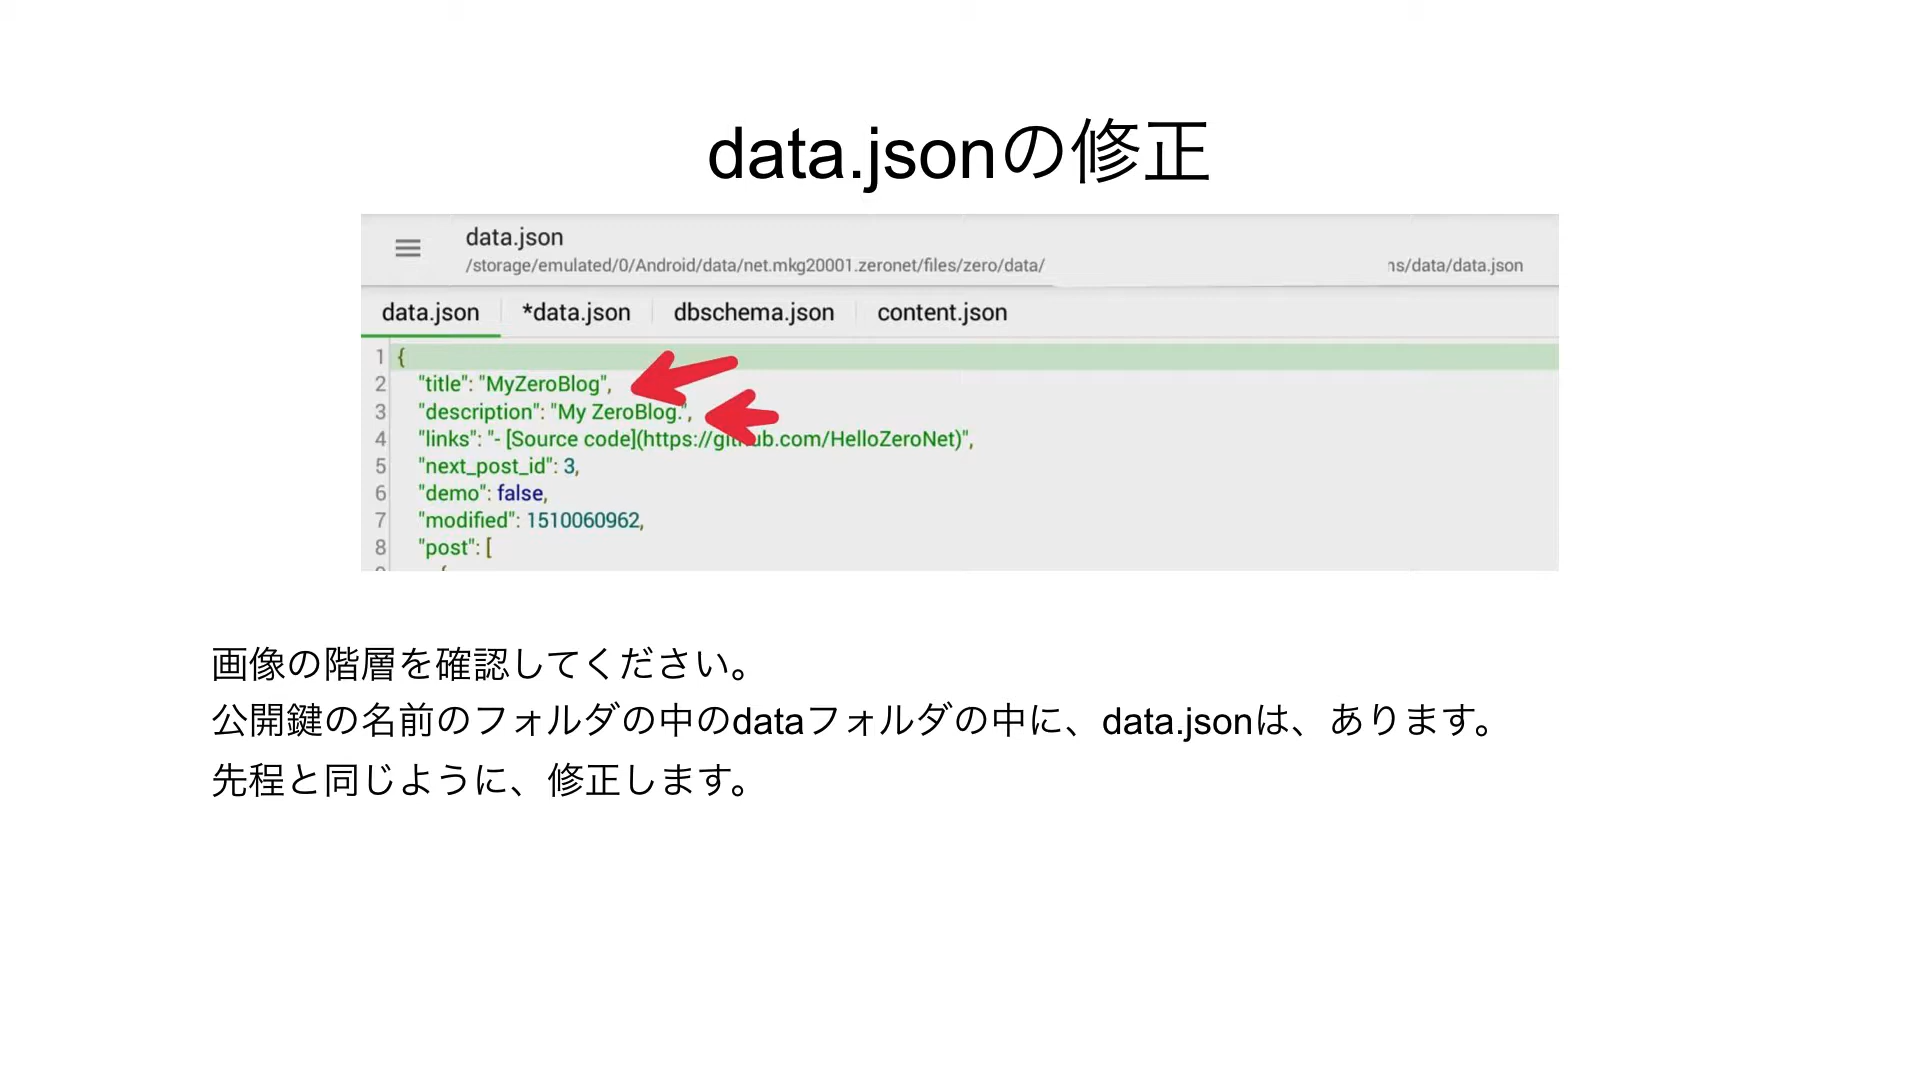 data.jsonの修正
data.json
/storage/emulated/0/Android/data/net.mkg20001.zeronet/files/zero/data/ ns/data/data.json
data.json *data.json dbschema.json content.json
1 {
2 "title": "MyZeroBlog",
3 "description": "My ZeroBlog.",
4 "links": "- [Source code](https://github.com/HelloZeroNet)",
5 "next_post_id": 3,
6 "demo": false,
7 "modified": 1510060962,
8 "post": [
画像の階層を確認してください。
公開鍵の名前のフォルダの中のdataフォルダの中に、data.jsonは、あります。
先程と同じように、修正します。